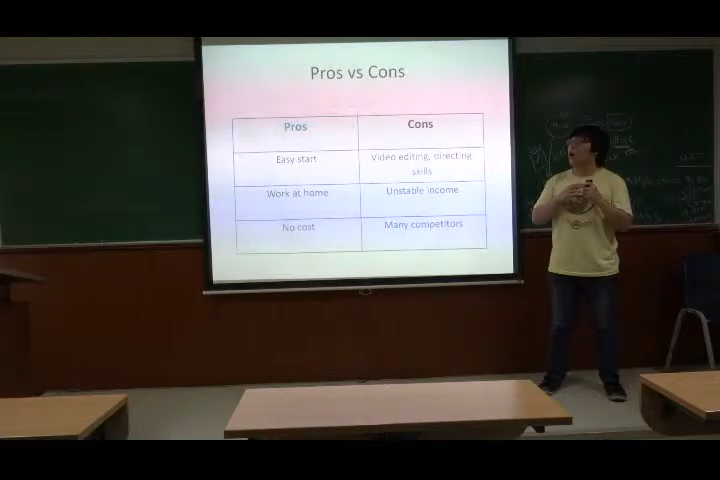 Pros vs Cons
Pros
Cons
Easy start
Video editing, directing
skills
Work at home
Unstable income
No cost
Many competitors